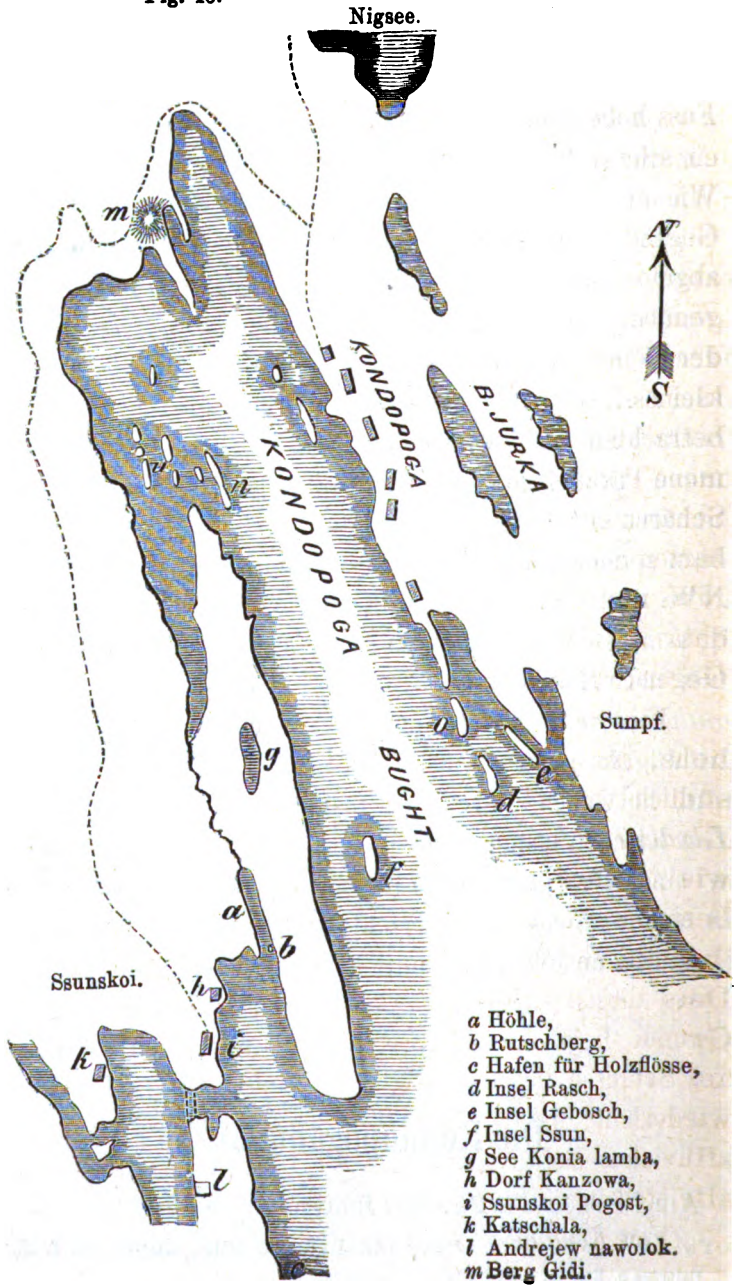 Nigsee.
m
N
S
KONDOPOGA
B. JURKA
KONDOPOGA
BUGHT
n
n
Sumpf.
g
o
e
d
f
a
b
Ssunskoi.
h
i
k
l
c
a Höhle,
b Rutschberg,
c Hafen für Holzflösse,
d Insel Rasch,
e Insel Gebosch,
f Insel Ssun,
g See Konia lamba,
h Dorf Kanzowa,
i Ssunskoi Pogost,
k Katschala,
l Andrejew nawolok.
m Berg Gidi.